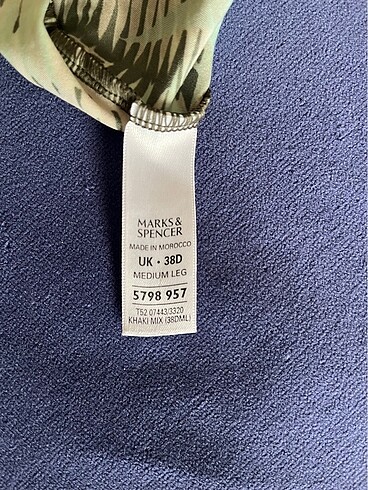 MARKS &
SPENCER
MADE IN MOROCCO
UK • 38D
MEDIUM LEG
5798 957
T52 07443/3320
KHAKI MIX (38DML)